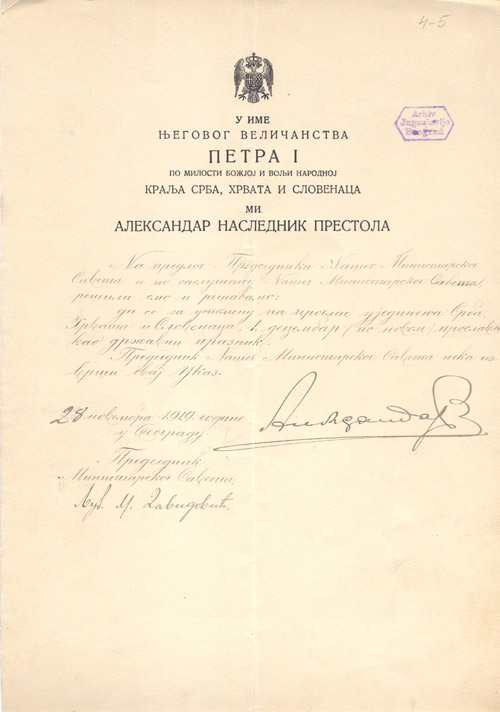 4-5
У ИМЕ
ЊЕГОВОГ ВЕЛИЧАНСТВА
ПЕТРА I
ПО МИЛОСТИ БОЖЈОЈ И ВОЉИ НАРОДНОЈ
КРАЉА СРБА, ХРВАТА И СЛОВЕНАЦА
МИ
АЛЕКСАНДАР НАСЛЕДНИК ПРЕСТОЛА
Arhiv
Jugoslavije
Beograd
На предлог Председника Нашег Министарског
Савета и по саслушању Нашег Министарског Савета,
решили смо и решавамо:
да се за успомену на проглас уједињења Срба,
Хрвата и Словенаца, 1. децембар (по новом) прославља
као државни празник.
Председник Нашег Министарског Савета нека из-
врши овај Указ.
28 новембра 1919. године
у Београду
Александар
Председник
Министарског Савета,
Љуб. М. Давидовић